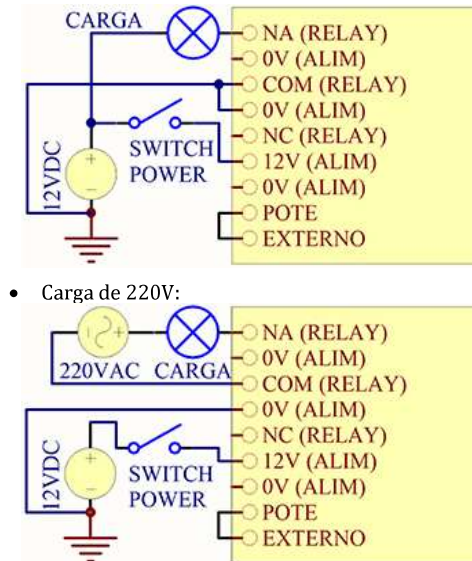 CARGA
NA (RELAY)
0V (ALIM)
COM (RELAY)
0V (ALIM)
NC (RELAY)
12V (ALIM)
0V (ALIM)
POTE
EXTERNO
SWITCH
POWER
12VDC
+
−
• Carga de 220V:
220VAC CARGA
NA (RELAY)
0V (ALIM)
COM (RELAY)
0V (ALIM)
NC (RELAY)
12V (ALIM)
0V (ALIM)
POTE
EXTERNO
SWITCH
POWER
12VDC
+
−